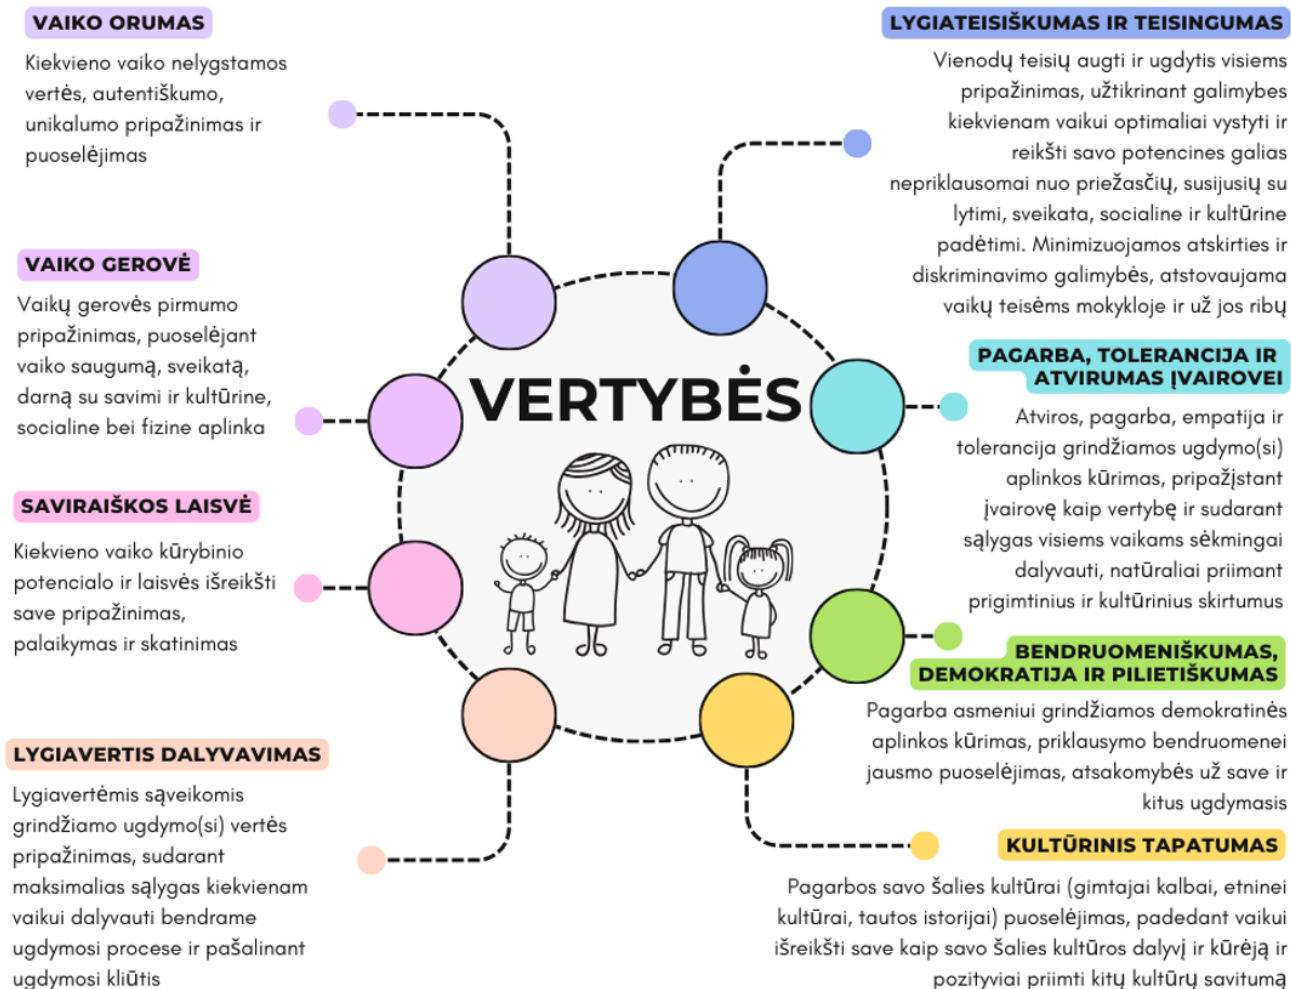 VAIKO ORUMAS
Kiekvieno vaiko nelygstamos
vertės, autentiškumo,
unikalumo pripažinimas ir
puoselėjimas
VAIKO GEROVĖ
Vaikų gerovės pirmumo
pripažinimas, puoselėjant
vaiko saugumą, sveikatą,
darną su savimi ir kultūrine,
socialine bei fizine aplinka
SAVIRAIŠKOS LAISVĖ
Kiekvieno vaiko kūrybinio
potencialo ir laisvės išreikšti
save pripažinimas,
palaikymas ir skatinimas
LYGIAVERTIS DALYVAVIMAS
Lygiavertėmis sąveikomis
grindžiamo ugdymo(si) vertės
pripažinimas, sudarant
maksimalias sąlygas kiekvienam
vaikui dalyvauti bendrame
ugdymosi procese ir pašalinant
ugdymosi kliūtis
VERTYBĖS
LYGIATEISIŠKUMAS IR TEISINGUMAS
Vienodų teisių augti ir ugdytis visiems
pripažinimas, užtikrinant galimybes
kiekvienam vaikui optimaliai vystyti ir
reikšti savo potencines galias
nepriklausomai nuo priežasčių, susijusių su
lytimi, sveikata, socialine ir kultūrine
padėtimi. Minimizuojamos atskirties ir
diskriminavimo galimybės, atstovaujama
vaikų teisėms mokykloje ir už jos ribų
PAGARBA, TOLERANCIJA IR
ATVIRUMAS ĮVAIROVEI
Atviros, pagarba, empatija ir
tolerancija grindžiamos ugdymo(si)
aplinkos kūrimas, pripažįstant
įvairovę kaip vertybę ir sudarant
sąlygas visiems vaikams sėkmingai
dalyvauti, natūraliai priimant
prigimtinius ir kultūrinius skirtumus
BENDRUOMENIŠKUMAS,
DEMOKRATIJA IR PILIETIŠKUMAS
Pagarba asmeniui grindžiamos demokratinės
aplinkos kūrimas, priklausymo bendruomenei
jausmo puoselėjimas, atsakomybės už save ir
kitus ugdymasis
KULTŪRINIS TAPATUMAS
Pagarbos savo šalies kultūrai (gimtajai kalbai, etninei
kultūrai, tautos istorijai) puoselėjimas, padedant vaikui
išreikšti save kaip savo šalies kultūros dalyvį ir kūrėją ir
pozityviai priimti kitų kultūrų savitumą